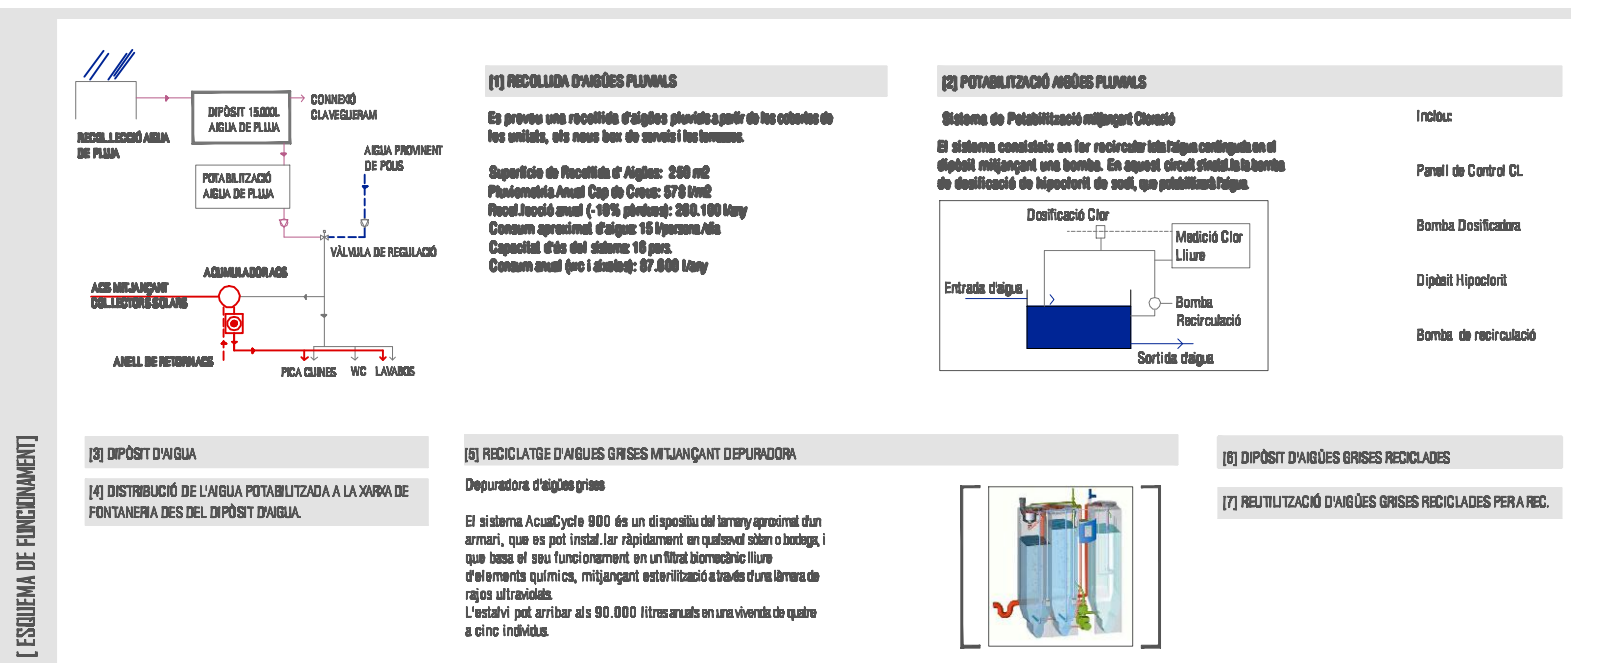 [ ESQUEMA DE FUNCIONAMENT]
RECOL.LECCIÓ AIGUA
DE PLUJA
DIPÒSIT 15.000L
AIGUA DE PLUJA
CONNEXIÓ
CLAVEGUERAM
POTABILITZACIÓ
AIGUA DE PLUJA
AIGUA PROVINENT
DE POUS
VÀLVULA DE REGULACIÓ
ACUMULADOR ACS
ACS MITJANÇANT
COL.LECTORS SOLARS
ANELL DE RETORN ACS
PICA CUINES
WC
LAVABOS
[1] RECOLLIDA D'AIGÜES PLUVIALS
Es preveu una recollida d'aigües pluvials a partir de les cobertes de
les unitats, els nous box de serveis i les terrasses.
Superfície de Recollida d' Aigües: 268 m2
Pluviometria Anual Cap de Creus: 578 l/m2
Recol.lecció anual (-10% pèrdues): 260.100 l/any
Consum aproximat d'aigua: 15 l/persona/dia
Capacitat d'ús del sistema: 16 pers.
Consum anual (wc i aixetes): 87.600 l/any
[2] POTABILITZACIÓ AIGÜES PLUVIALS
Sistema de Potabilització mitjançant Cloració
El sistema consisteix en fer recircular tota l'aigua continguda en el
dipòsit mitjançant una bomba. En aquest circuit s'instal.la la bomba
de dosificació de hipoclorit de sodi, que potabilitzarà l'aigua.
Dosificació Clor
Medició Clor
Lliure
Entrada d'aigua
Bomba
Recirculació
Sortida d'aigua
Inclou:
Panell de Control CL
Bomba Dosificadora
Dipòsit Hipoclorit
Bomba de recirculació
[3] DIPÒSIT D'AIGUA
[4] DISTRIBUCIÓ DE L'AIGUA POTABILITZADA A LA XARXA DE
FONTANERIA DES DEL DIPÒSIT D'AIGUA.
[5] RECICLATGE D'AIGUES GRISES MITJANÇANT DEPURADORA
Depuradora d'aigües grises
El sistema AcuaCycle 900 és un dispositiu del tamany aproximat d'un
armari, que es pot instal.lar ràpidament en qualsevol sòtan o bodega, i
que basa el seu funcionament en un filtrat biomecànic lliure
d'elements químics, mitjançant esterilització a través d'una làmera de
rajos ultraviolats.
L'estalvi pot arribar als 90.000 litres anuals en una vivenda de quatre
a cinc individus.
[6] DIPÒSIT D'AIGÜES GRISES RECICLADES
[7] REUTILITZACIÓ D'AIGÜES GRISES RECICLADES PER A REC.